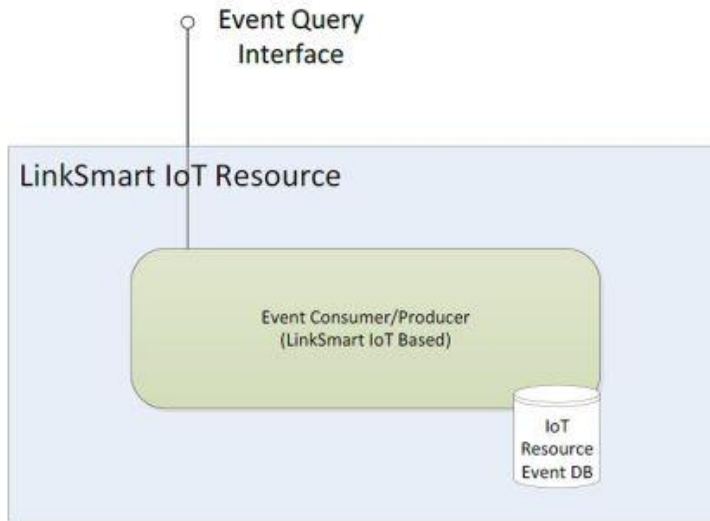 Event Query
Interface
LinkSmart IoT Resource
Event Consumer/Producer
(LinkSmart IoT Based)
IoT
Resource
Event DB